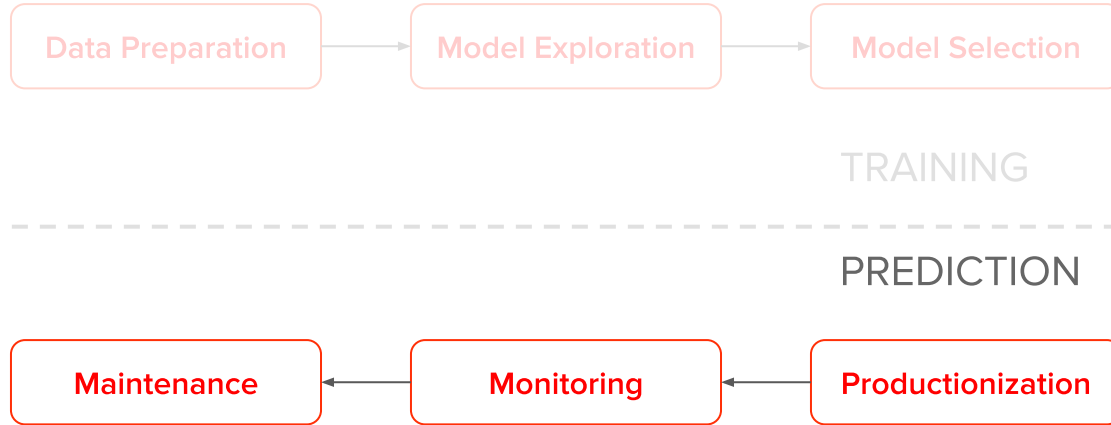 Data Preparation
Model Exploration
Model Selection
TRAINING
PREDICTION
Maintenance
Monitoring
Productionization